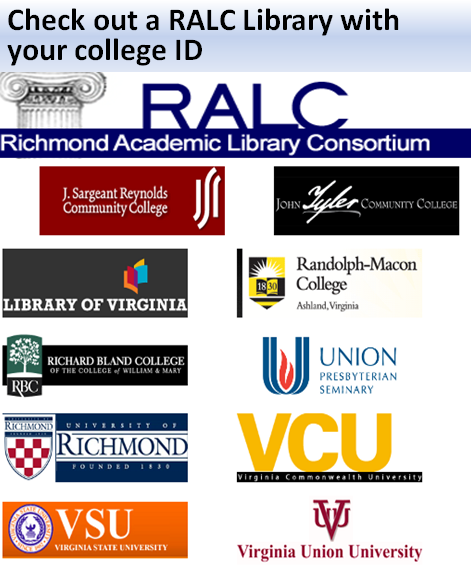 Check out a RALC Library with
your college ID
RALC
Richmond Academic Library Consortium
J. Sargeant Reynolds
Community College
JOHN Tyler COMMUNITY COLLEGE
LIBRARY OF VIRGINIA
Randolph-Macon
College
1830
Ashland, Virginia
RBC
RICHARD BLAND COLLEGE
OF THE COLLEGE of WILLIAM & MARY
UNION
PRESBYTERIAN
SEMINARY
RICHMOND
UNIVERSITY OF
RICHMOND
FOUNDED 1830
VCU
Virginia Commonwealth University
VSU
VIRGINIA STATE UNIVERSITY
VU
Virginia Union University